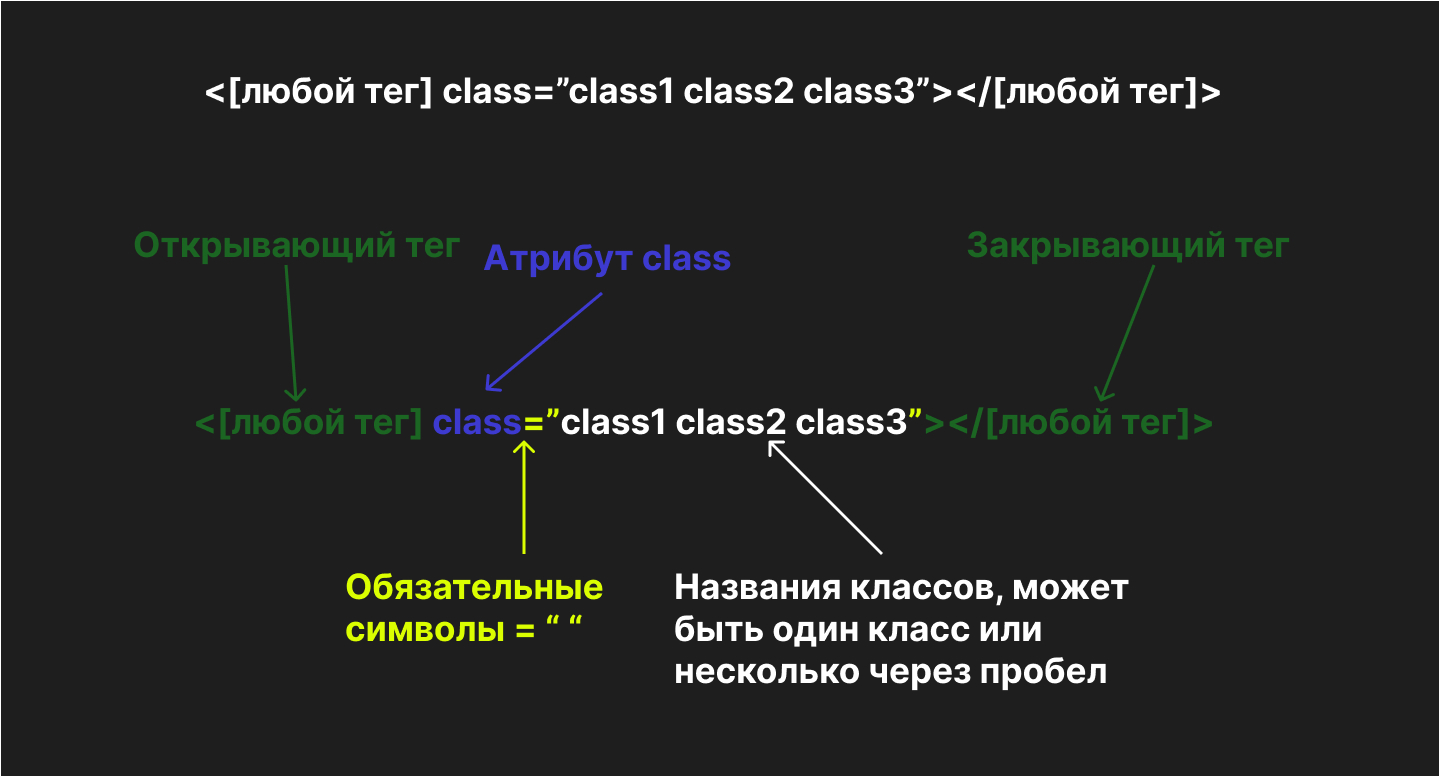 <[любой тег] class=”class1 class2 class3”></[любой тег]>
Открывающий тег
Атрибут class
Закрывающий тег
<[любой тег] class=”class1 class2 class3”></[любой тег]>
Обязательные
символы = “ “
Названия классов, может
быть один класс или
несколько через пробел